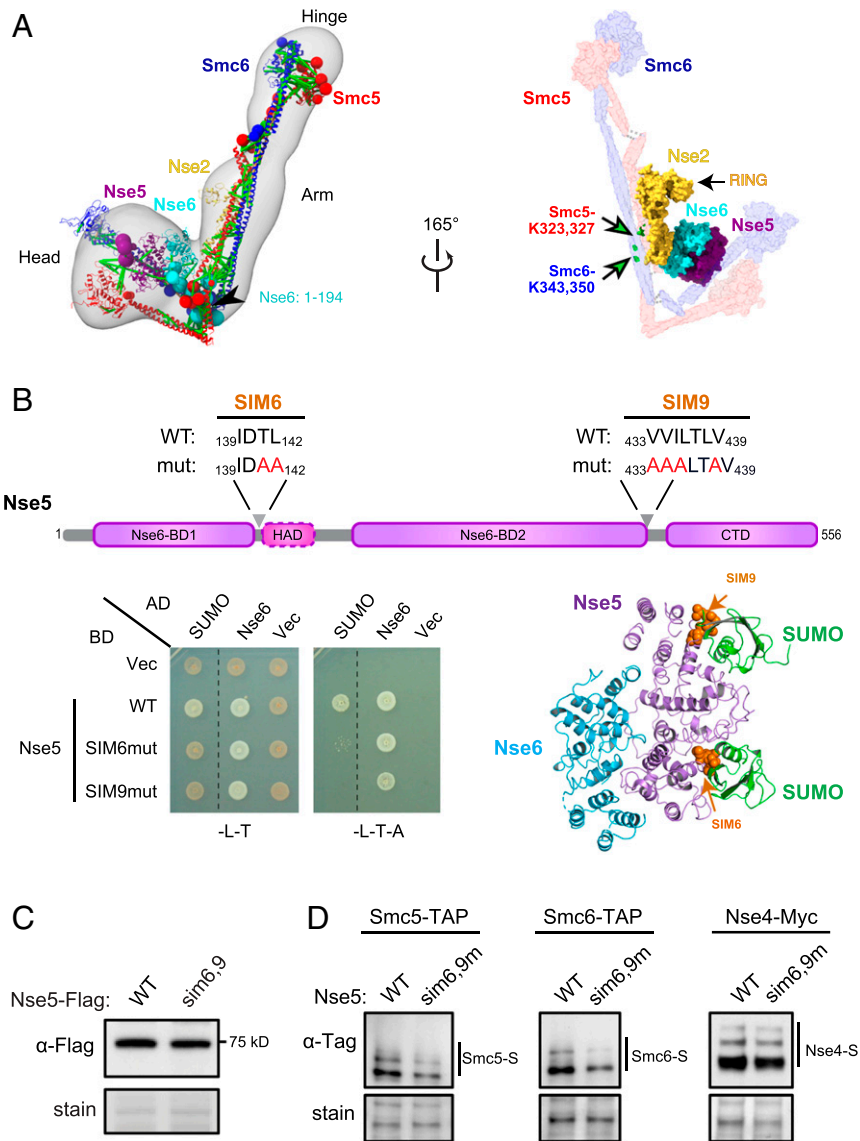 A
Hinge
Smc6
Smc5
Nse2
Nse5
Nse6
Arm
Head
Nse6: 1-194
165°
Smc5
Smc6
Nse2
RING
Smc5-
K323,327
Nse6
Nse5
Smc6-
K343,350
B
SIM6
SIM9
WT: 139IDTL142
433VVILTLV439
WT:
mut: 139IDAA142
mut: 433AAALTAV439
Nse5
1 Nse6-BD1 HAD Nse6-BD2 CTD 556
AD
BD
SUMO Nse6 Vec
SUMO Nse6 Vec
Vec
WT
Nse5 SIM6mut
SIM9mut
-L-T
-L-T-A
SIM9
Nse5
SUMO
Nse6
SUMO
SIM6
C
Nse5-Flag: WT sim6,9
α-Flag
75 kD
stain
D
Smc5-TAP Smc6-TAP Nse4-Myc
Nse5: WT sim6,9m WT sim6,9m WT sim6,9m
α-Tag
Smc5-S
Smc6-S
Nse4-S
stain